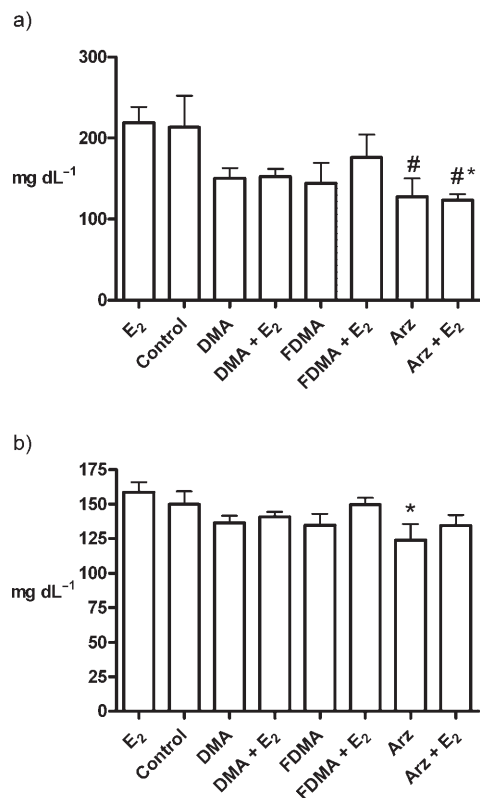 a)
300
200
mg dL⁻¹
100
0
# #*
E₂ Control DMA DMA + E₂ FDMA FDMA + E₂ Arz Arz + E₂
b)
175
150
125
100
mg dL⁻¹
75
50
25
0
*
E₂ Control DMA DMA + E₂ FDMA FDMA + E₂ Arz Arz + E₂